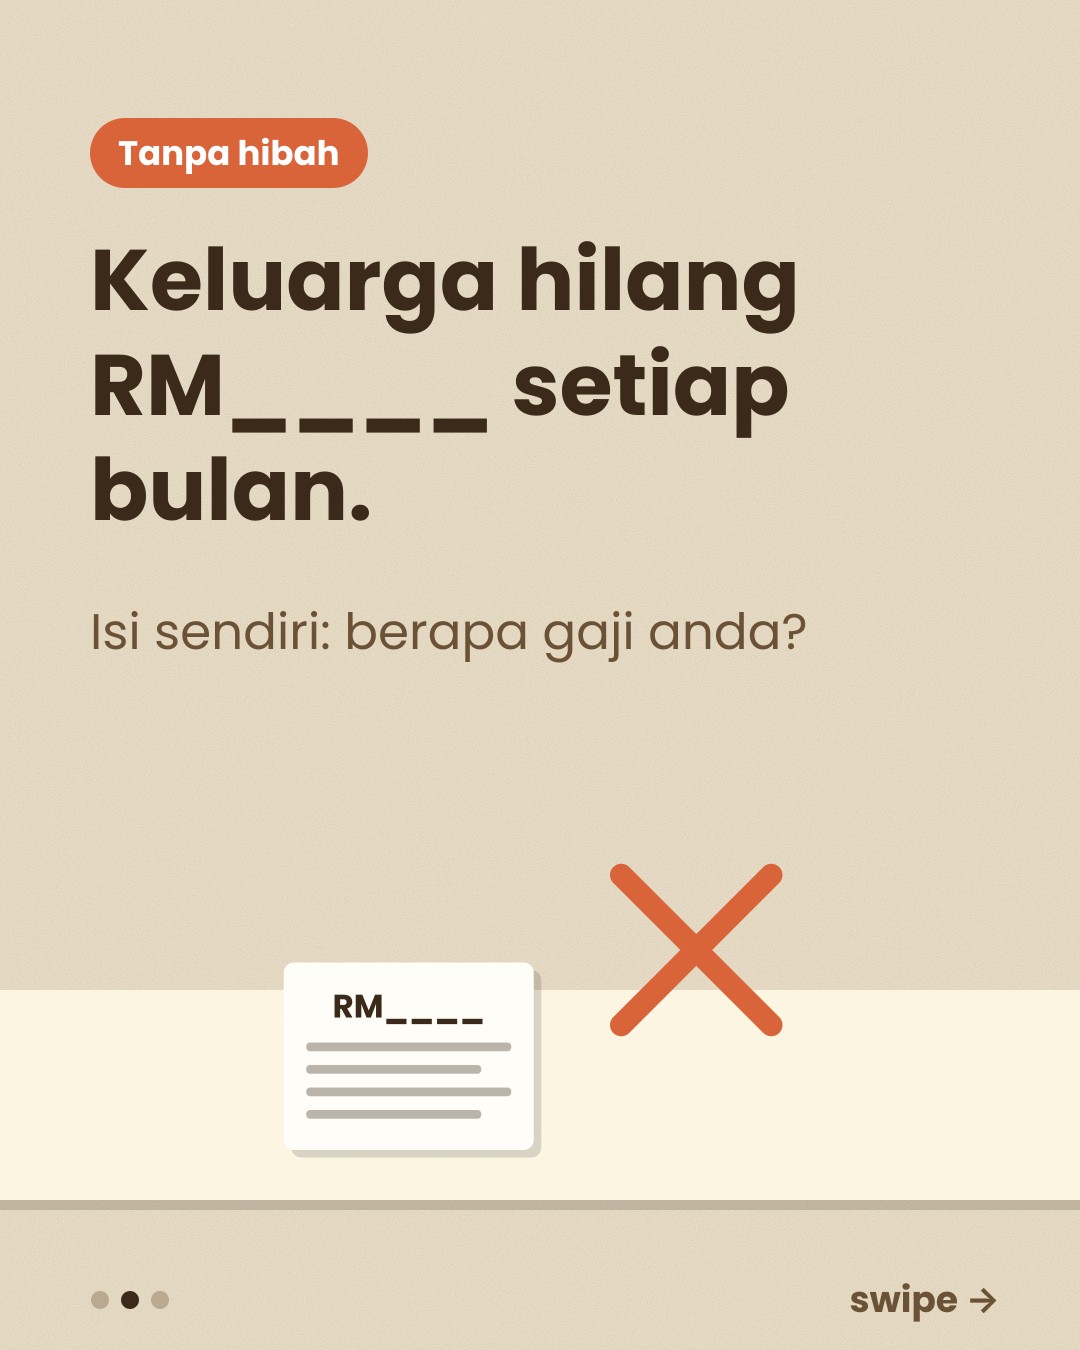 Tanpa hibah
Keluarga hilang
RM____ setiap
bulan.
Isi sendiri: berapa gaji anda?
RM____
swipe →